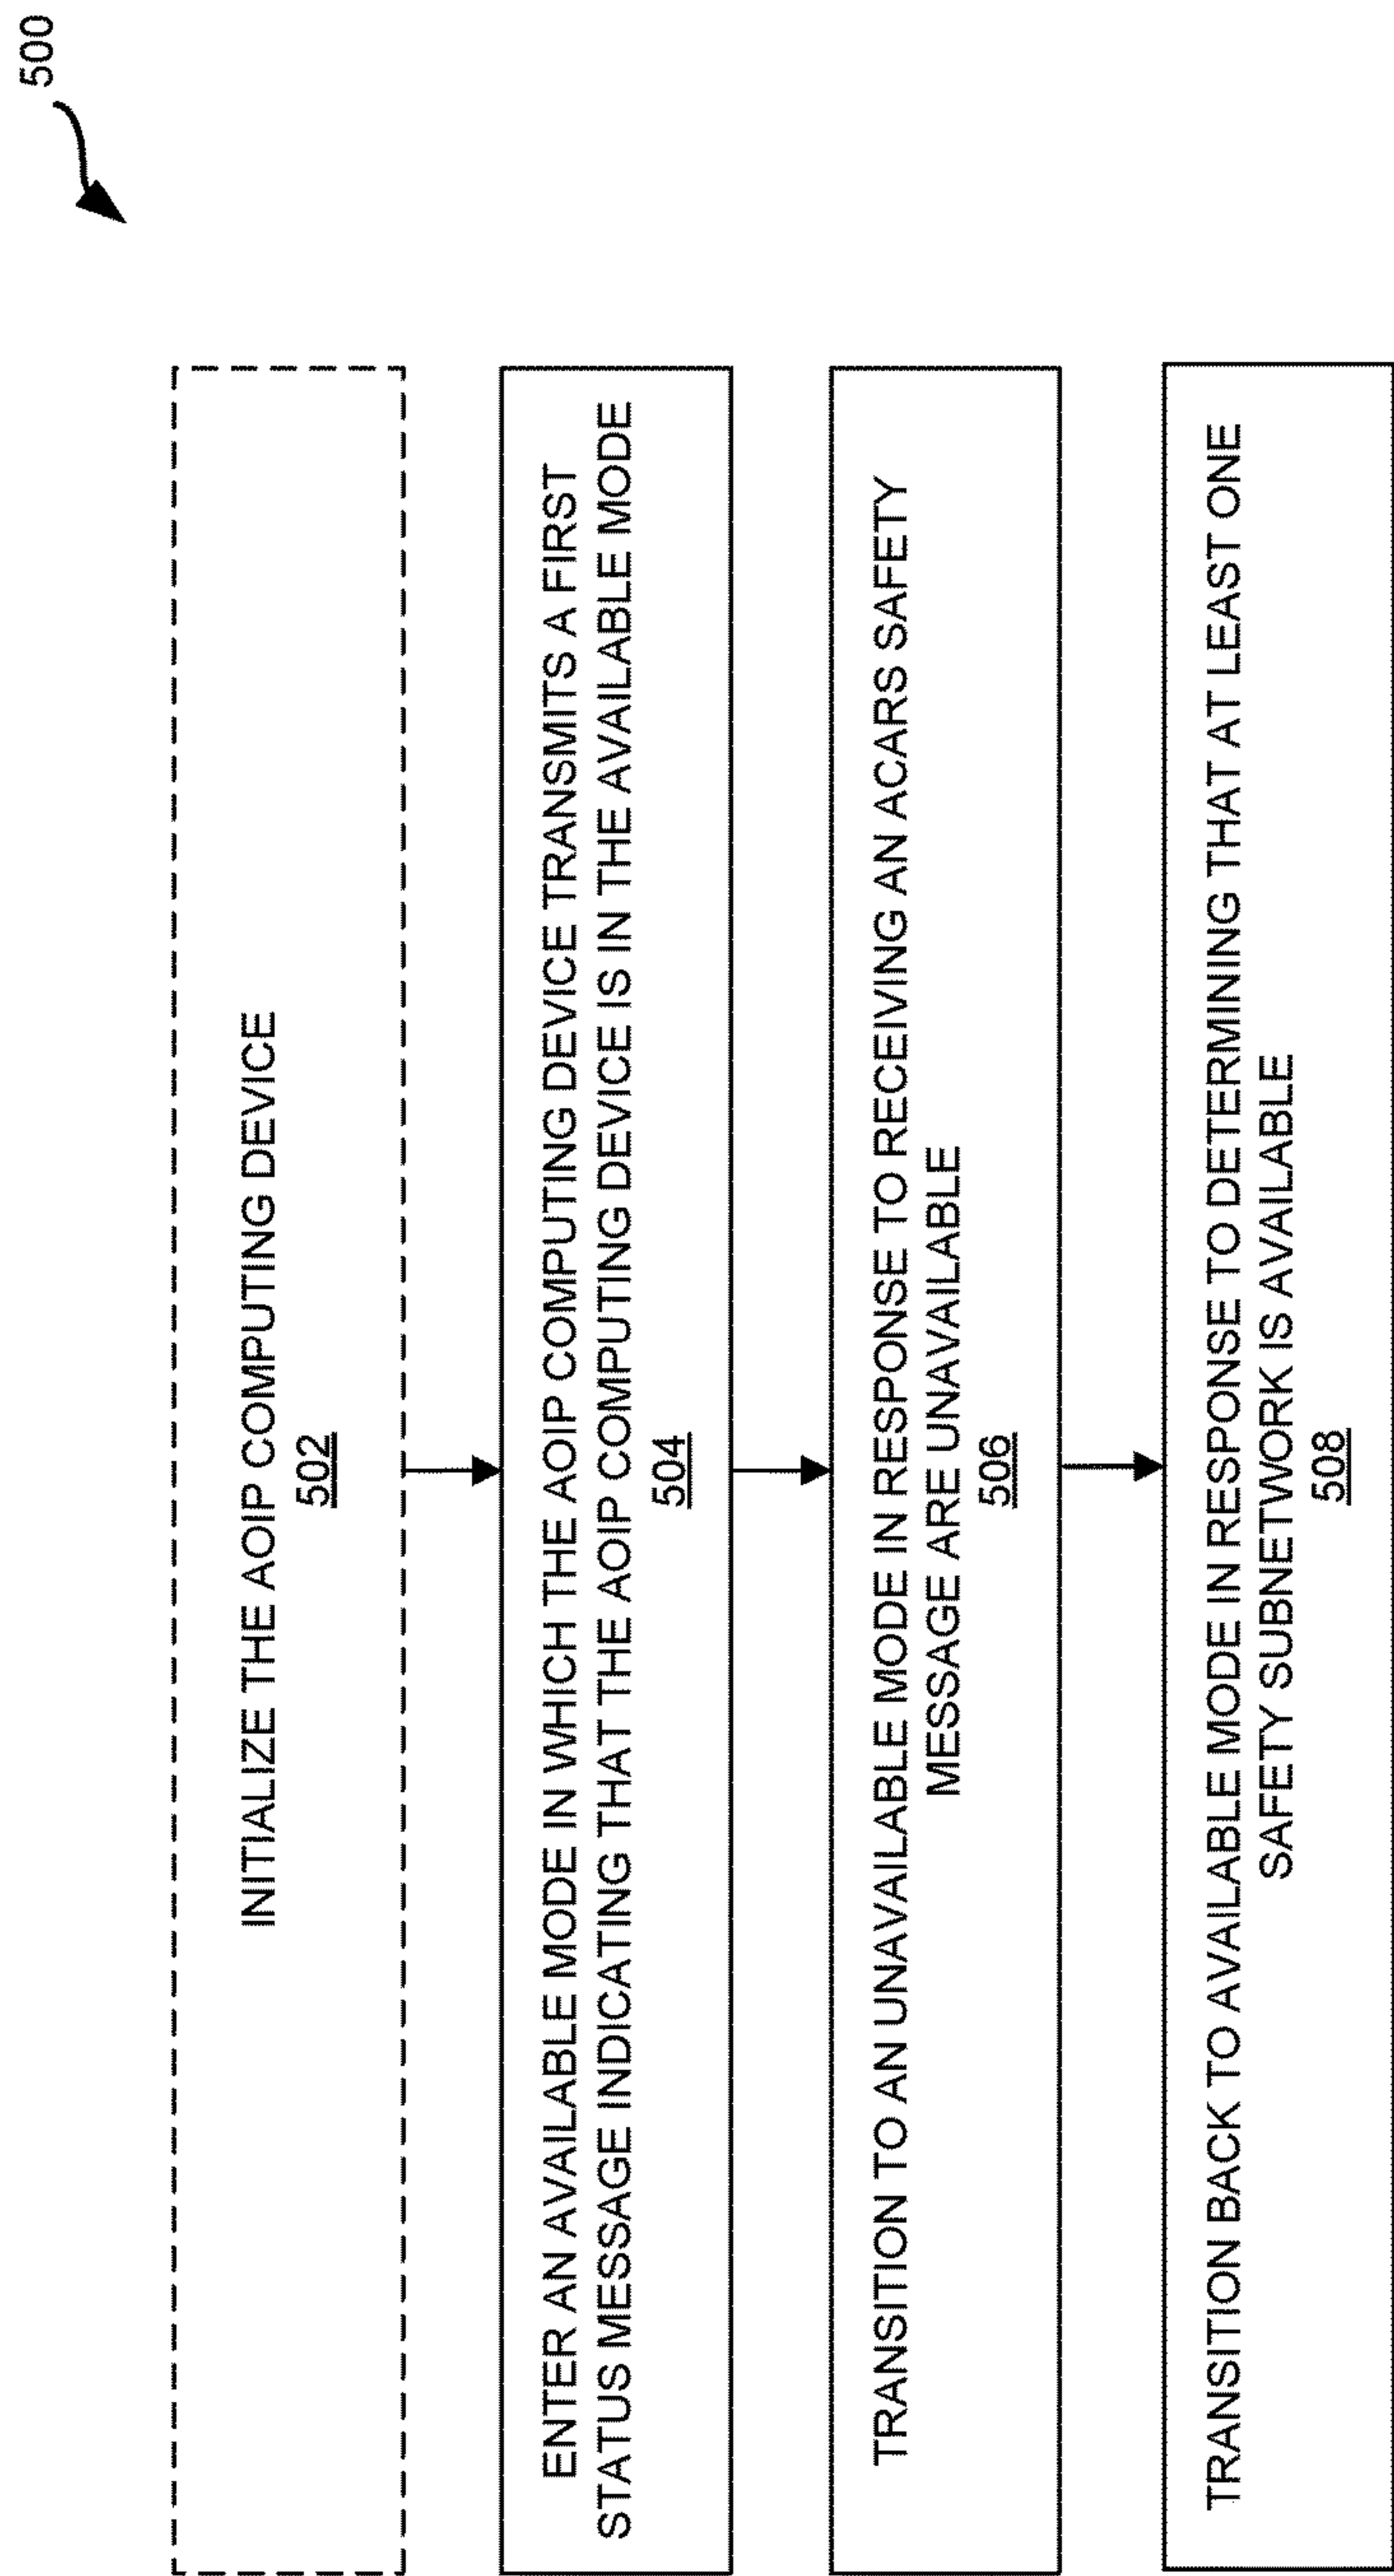 500
INITIALIZE THE AOIP COMPUTING DEVICE
502
ENTER AN AVAILABLE MODE IN WHICH THE AOIP COMPUTING DEVICE TRANSMITS A FIRST
STATUS MESSAGE INDICATING THAT THE AOIP COMPUTING DEVICE IS IN THE AVAILABLE MODE
504
TRANSITION TO AN UNAVAILABLE MODE IN RESPONSE TO RECEIVING AN ACARS SAFETY
MESSAGE ARE UNAVAILABLE
506
TRANSITION BACK TO AVAILABLE MODE IN RESPONSE TO DETERMINING THAT AT LEAST ONE
SAFETY SUBNETWORK IS AVAILABLE
508